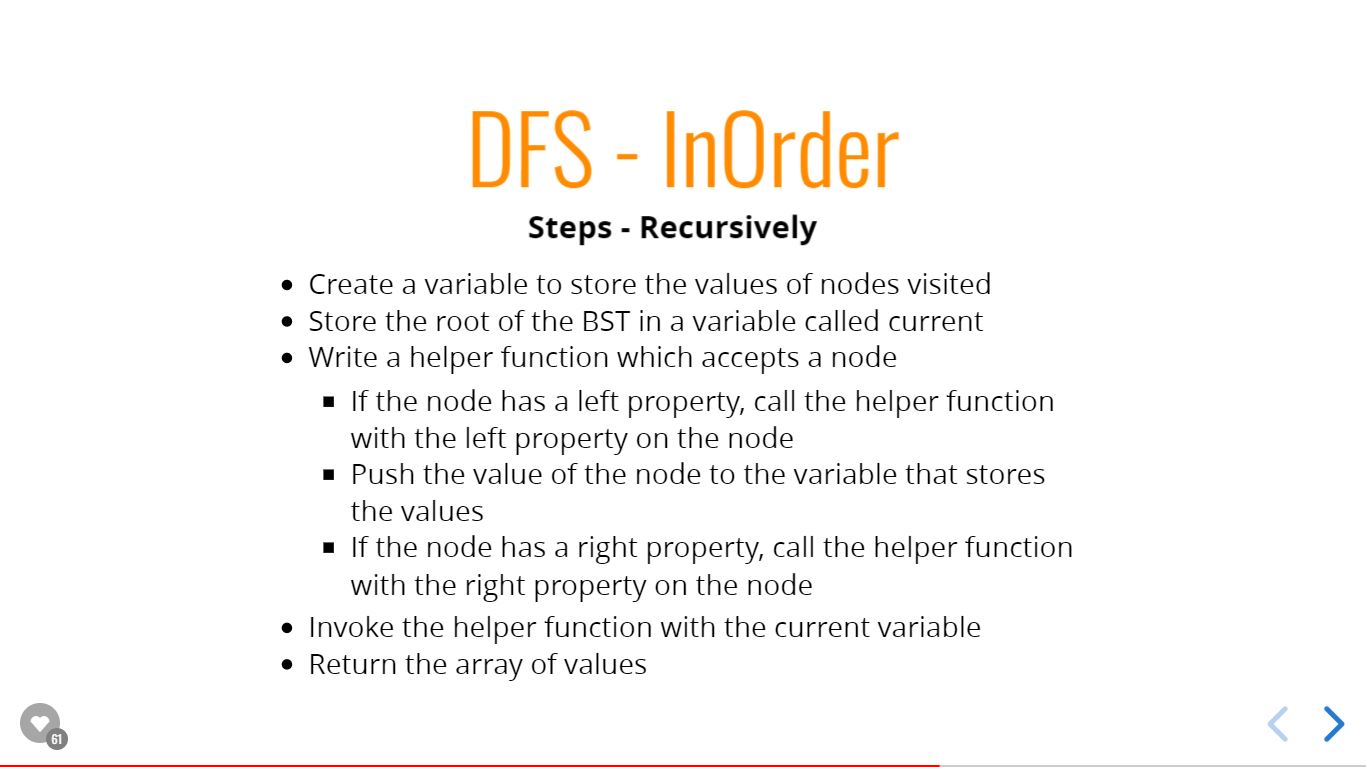 DFS - InOrder
Steps - Recursively
Create a variable to store the values of nodes visited
Store the root of the BST in a variable called current
Write a helper function which accepts a node
If the node has a left property, call the helper function
with the left property on the node
Push the value of the node to the variable that stores
the values
If the node has a right property, call the helper function
with the right property on the node
Invoke the helper function with the current variable
Return the array of values
61